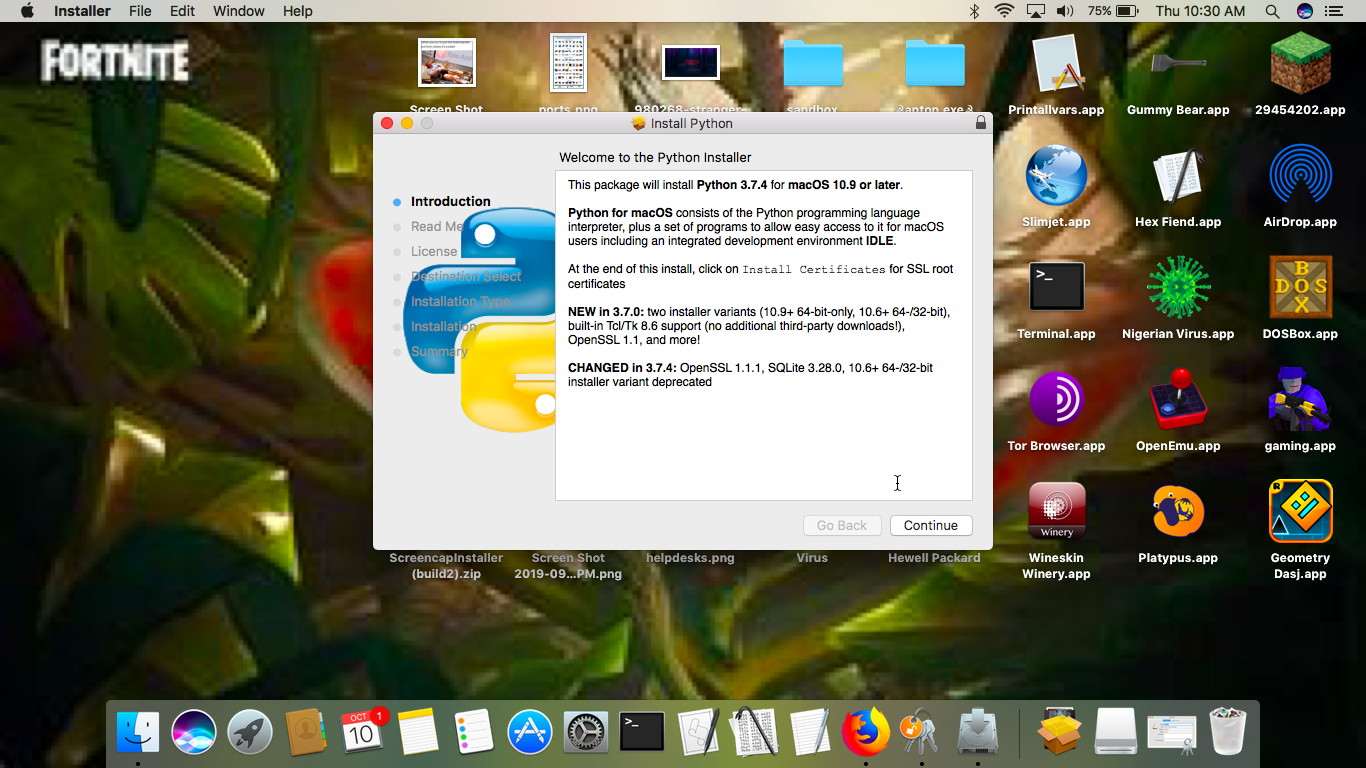 Installer File Edit Window Help
75% Thu 10:30 AM
FORTNITE
Screen Shot
ports.png
980268-stranger-
sandbox
anton.exe
Printallvars.app
Gummy Bear.app
29454202.app
Install Python
Welcome to the Python Installer
Introduction
Read Me
License
Destination Select
Installation Type
Installation
Summary
This package will install Python 3.7.4 for macOS 10.9 or later.
Python for macOS consists of the Python programming language
interpreter, plus a set of programs to allow easy access to it for macOS
users including an integrated development environment IDLE.
At the end of this install, click on Install Certificates for SSL root
certificates
NEW in 3.7.0: two installer variants (10.9+ 64-bit-only, 10.6+ 64-/32-bit),
built-in Tcl/Tk 8.6 support (no additional third-party downloads!),
OpenSSL 1.1, and more!
CHANGED in 3.7.4: OpenSSL 1.1.1, SQLite 3.28.0, 10.6+ 64-/32-bit
installer variant deprecated
Go Back
Continue
Slimjet.app
Hex Fiend.app
AirDrop.app
>_
BOX
DOS
Terminal.app
Nigerian Virus.app
DOSBox.app
Tor Browser.app
OpenEmu.app
gaming.app
Winery
R
Wineskin
Winery.app
Platypus.app
Geometry
Dasj.app
ScreencapInstaller
(build2).zip
Screen Shot
2019-09...PM.png
helpdesks.png
Virus
Hewell Packard
OCT
1
10
>_